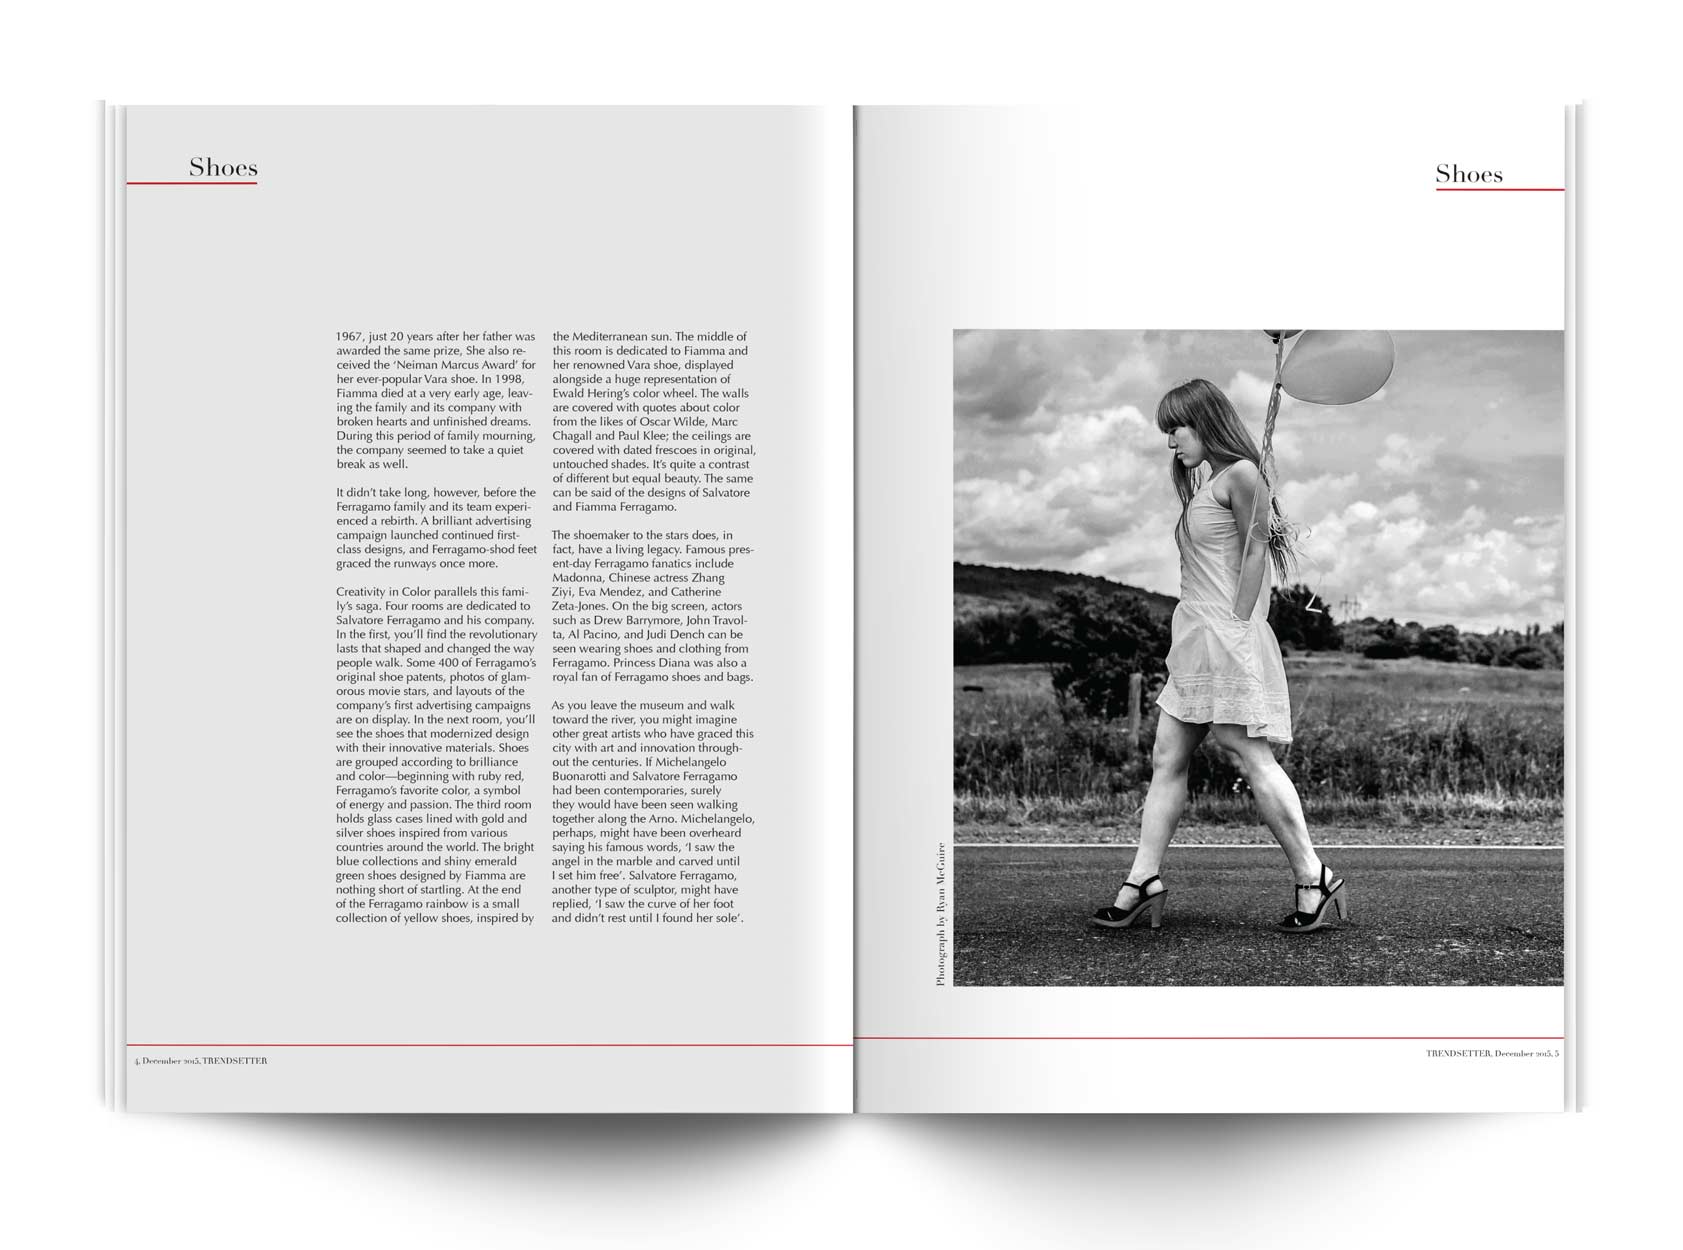 Shoes
1967, just 20 years after her father was
awarded the same prize, She also re-
ceived the ‘Neiman Marcus Award’ for
her ever-popular Vara shoe. In 1998,
Fiamma died at a very early age, leav-
ing the family and its company with
broken hearts and unfinished dreams.
During this period of family mourning,
the company seemed to take a quiet
break as well.
It didn’t take long, however, before the
Ferragamo family and its team experi-
enced a rebirth. A brilliant advertising
campaign launched continued first-
class designs, and Ferragamo-shod feet
graced the runways once more.
Creativity in Color parallels this fami-
ly’s saga. Four rooms are dedicated to
Salvatore Ferragamo and his company.
In the first, you’ll find the revolutionary
lasts that shaped and changed the way
people walk. Some 400 of Ferragamo’s
original shoe patents, photos of glam-
orous movie stars, and layouts of the
company’s first advertising campaigns
are on display. In the next room, you’ll
see the shoes that modernized design
with their innovative materials. Shoes
are grouped according to brilliance
and color—beginning with ruby red,
Ferragamo’s favorite color, a symbol
of energy and passion. The third room
holds glass cases lined with gold and
silver shoes inspired from various
countries around the world. The bright
blue collections and shiny emerald
green shoes designed by Fiamma are
nothing short of startling. At the end
of the Ferragamo rainbow is a small
collection of yellow shoes, inspired by
the Mediterranean sun. The middle of
this room is dedicated to Fiamma and
her renowned Vara shoe, displayed
alongside a huge representation of
Ewald Hering’s color wheel. The walls
are covered with quotes about color
from the likes of Oscar Wilde, Marc
Chagall and Paul Klee; the ceilings are
covered with dated frescoes in original,
untouched shades. It’s quite a contrast
of different but equal beauty. The same
can be said of the designs of Salvatore
and Fiamma Ferragamo.
The shoemaker to the stars does, in
fact, have a living legacy. Famous pres-
ent-day Ferragamo fanatics include
Madonna, Chinese actress Zhang
Ziyi, Eva Mendez, and Catherine
Zeta-Jones. On the big screen, actors
such as Drew Barrymore, John Travol-
ta, Al Pacino, and Judi Dench can be
seen wearing shoes and clothing from
Ferragamo. Princess Diana was also a
royal fan of Ferragamo shoes and bags.
As you leave the museum and walk
toward the river, you might imagine
other great artists who have graced this
city with art and innovation through-
out the centuries. If Michelangelo
Buonarotti and Salvatore Ferragamo
had been contemporaries, surely
they would have been seen walking
together along the Arno. Michelangelo,
perhaps, might have been overheard
saying his famous words, ‘I saw the
angel in the marble and carved until
I set him free’. Salvatore Ferragamo,
another type of sculptor, might have
replied, ‘I saw the curve of her foot
and didn’t rest until I found her sole’.
4, December 2015, TRENDSETTER
Shoes
Photograph by Ryan McGuire
TRENDSETTER, December 2015, 5